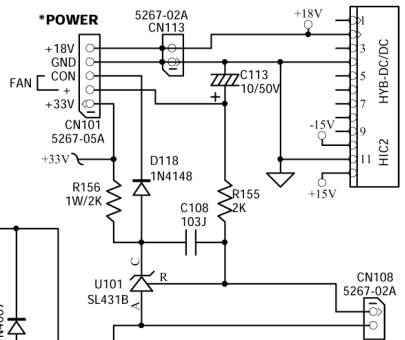 *POWER
5267-02A
CN113
+18V
+18V
GND
CON
+
+33V
FAN
CN101
5267-05A
+33V
C113
10/50V
+
1
3
5
7
9
11
HYB-DC/DC
HIC2
-15V
+15V
D118
1N4148
R156
1W/2K
C108
103J
R155
2K
C
R
A
U101
SL431B
CN108
5267-02A